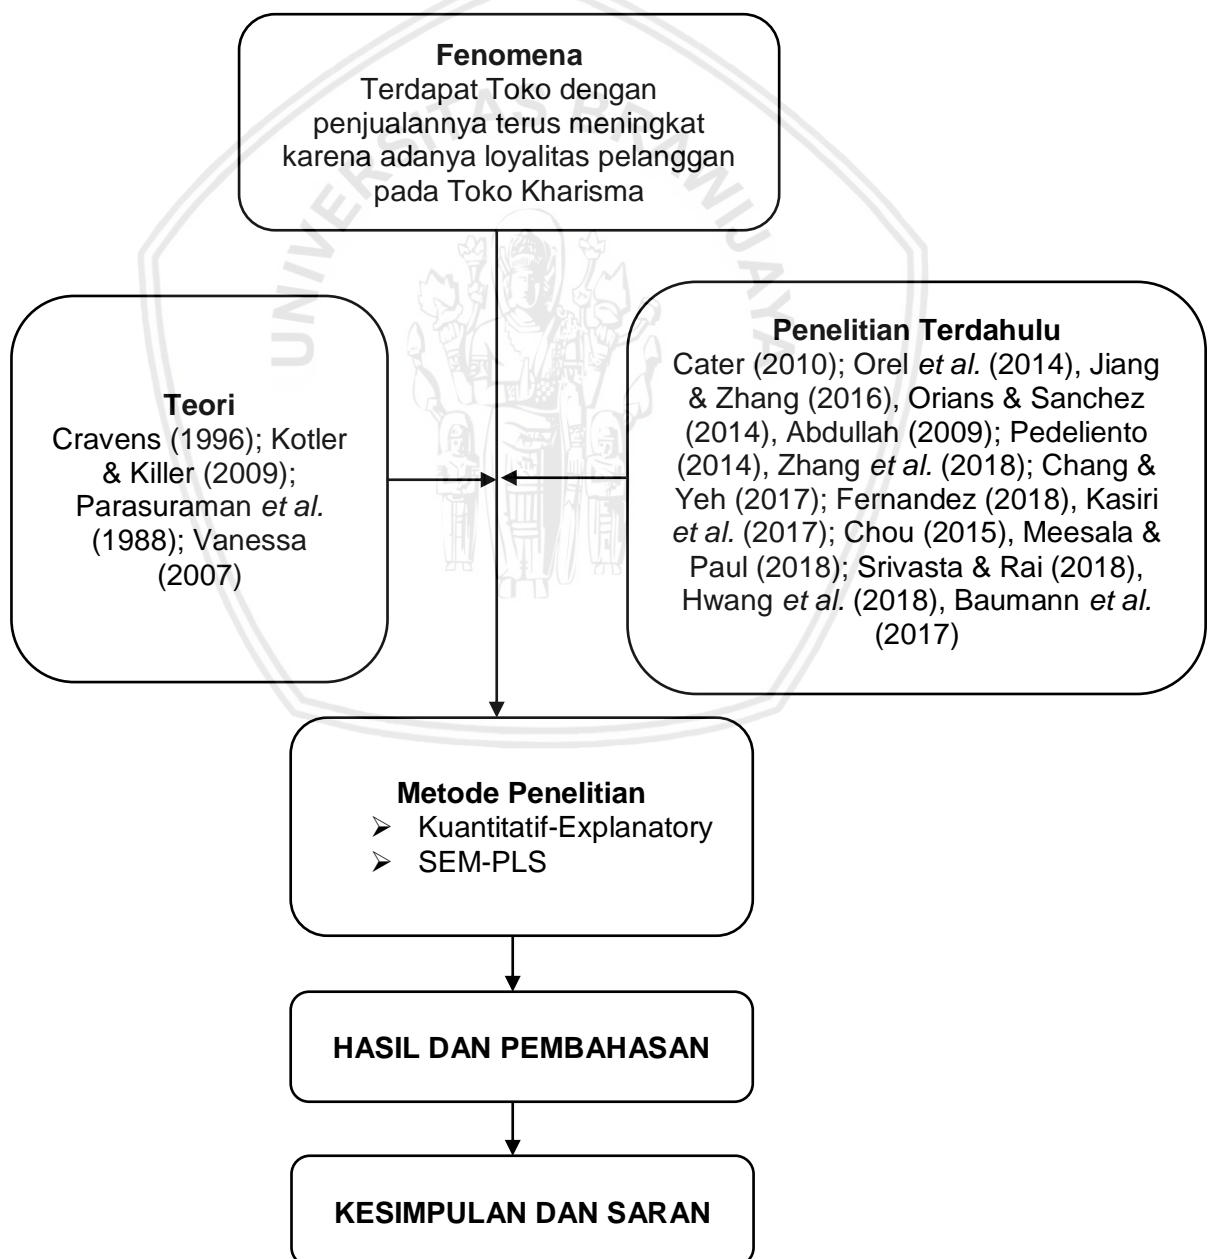 Fenomena
Terdapat Toko dengan
penjualannya terus meningkat
karena adanya loyalitas pelanggan
pada Toko Kharisma
UNIVERSITAS BRAWIJAYA
Teori
Cravens (1996); Kotler
& Killer (2009);
Parasuraman et al.
(1988); Vanessa
(2007)
Penelitian Terdahulu
Cater (2010); Orel et al. (2014), Jiang
& Zhang (2016), Orians & Sanchez
(2014), Abdullah (2009); Pedeliento
(2014), Zhang et al. (2018); Chang &
Yeh (2017); Fernandez (2018), Kasiri
et al. (2017); Chou (2015), Meesala &
Paul (2018); Srivasta & Rai (2018),
Hwang et al. (2018), Baumann et al.
(2017)
Metode Penelitian
➢ Kuantitatif-Explanatory
➢ SEM-PLS
HASIL DAN PEMBAHASAN
KESIMPULAN DAN SARAN